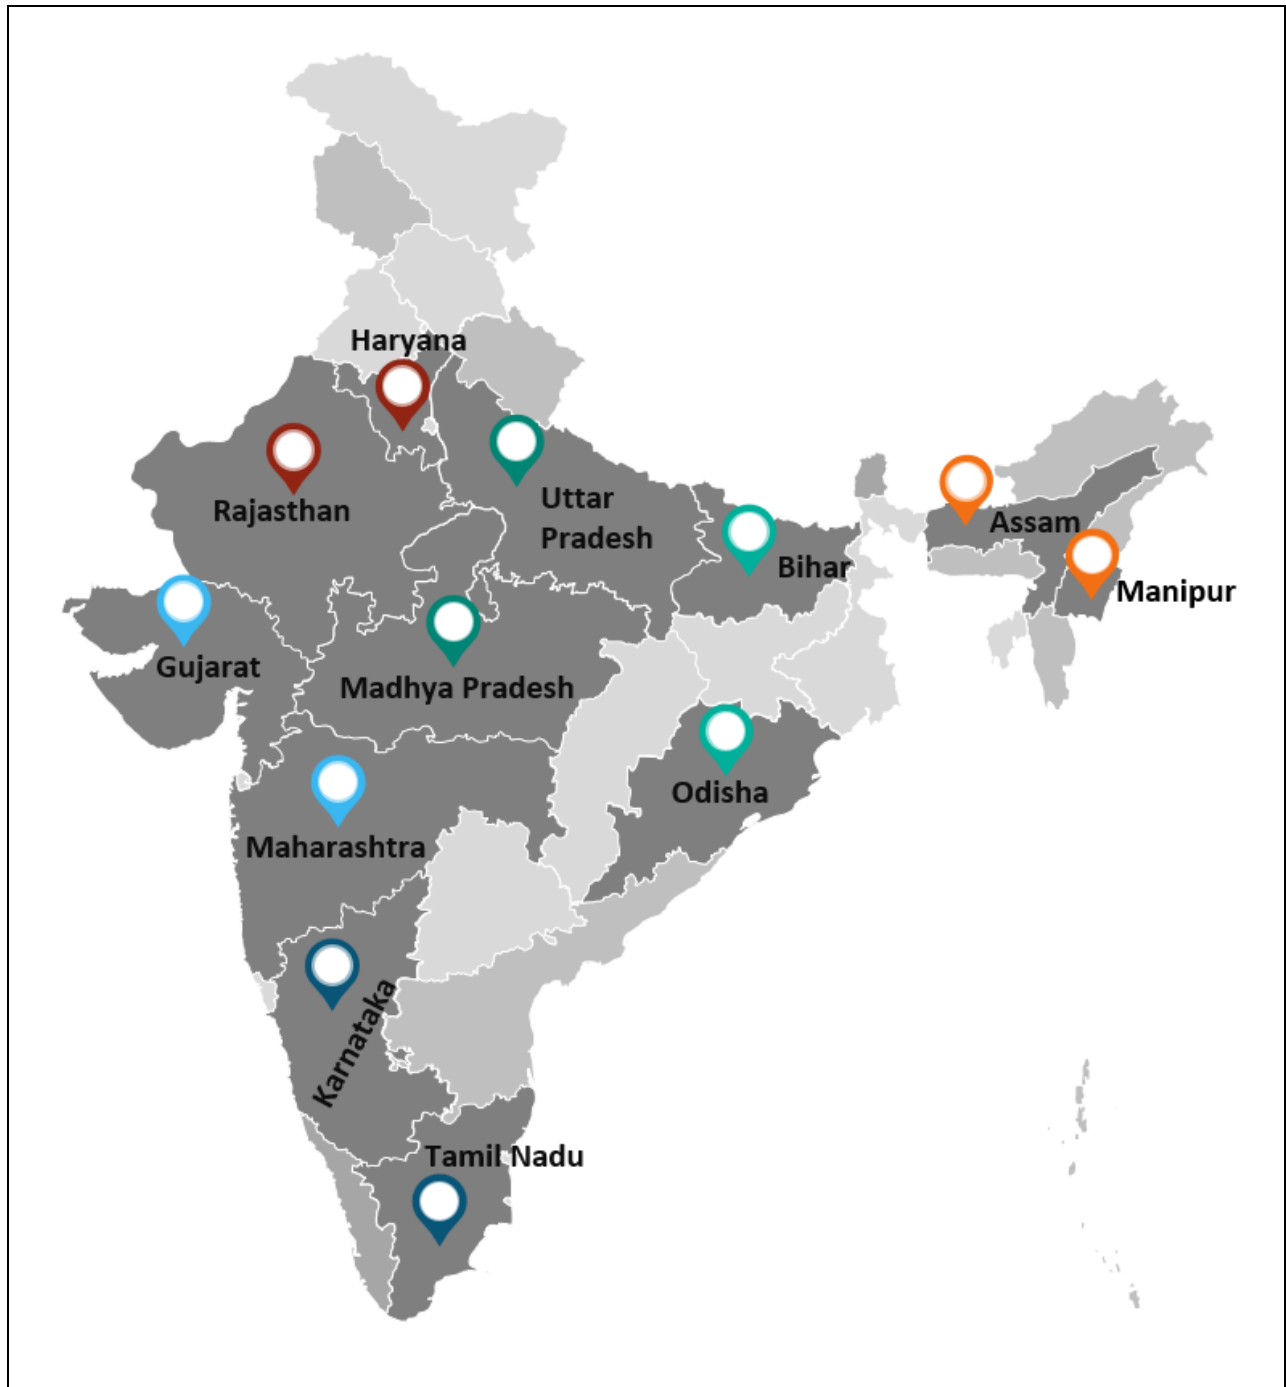 Haryana
Rajasthan
Uttar
Pradesh
Assam
Bihar
Manipur
Gujarat
Madhya Pradesh
Odisha
Maharashtra
Karnataka
Tamil Nadu